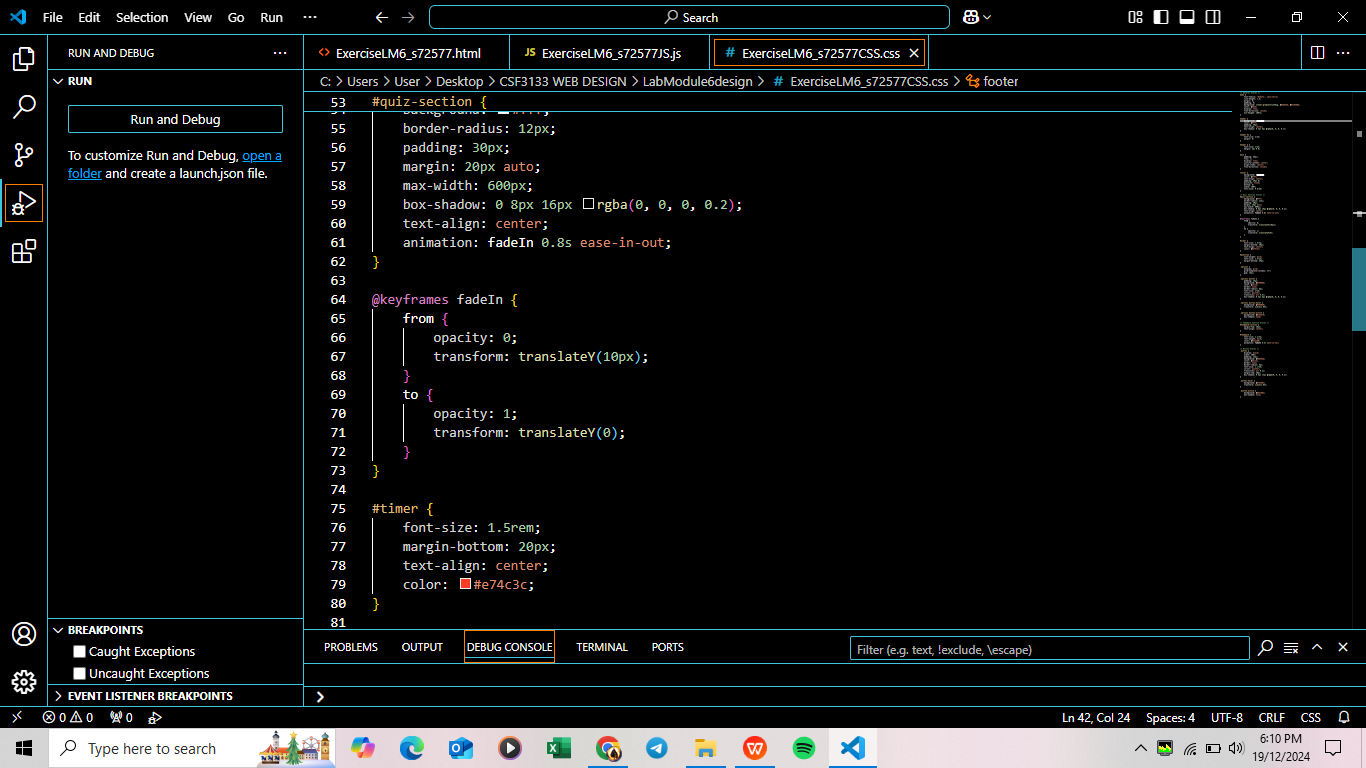 File Edit Selection View Go Run ··· Search
RUN AND DEBUG ···
ExerciseLM6_s72577.html
JS ExerciseLM6_s72577JS.js
# ExerciseLM6_s72577CSS.css
RUN
Run and Debug
To customize Run and Debug, open a
folder and create a launch.json file.
C: > Users > User > Desktop > CSF3133 WEB DESIGN > LabModule6design > # ExerciseLM6_s72577CSS.css > footer
53 #quiz-section {
55 border-radius: 12px;
56 padding: 30px;
57 margin: 20px auto;
58 max-width: 600px;
59 box-shadow: 0 8px 16px rgba(0, 0, 0, 0.2);
60 text-align: center;
61 animation: fadeIn 0.8s ease-in-out;
62 }
63
64 @keyframes fadeIn {
65 from {
66 opacity: 0;
67 transform: translateY(10px);
68 }
69 to {
70 opacity: 1;
71 transform: translateY(0);
72 }
73 }
74
75 #timer {
76 font-size: 1.5rem;
77 margin-bottom: 20px;
78 text-align: center;
79 color: #e74c3c;
80 }
81
BREAKPOINTS
Caught Exceptions
Uncaught Exceptions
EVENT LISTENER BREAKPOINTS
PROBLEMS OUTPUT DEBUG CONSOLE TERMINAL PORTS
Filter (e.g. text, !exclude, \escape)
0 0 0
Ln 42, Col 24 Spaces: 4 UTF-8 CRLF CSS
Type here to search
6:10 PM
19/12/2024